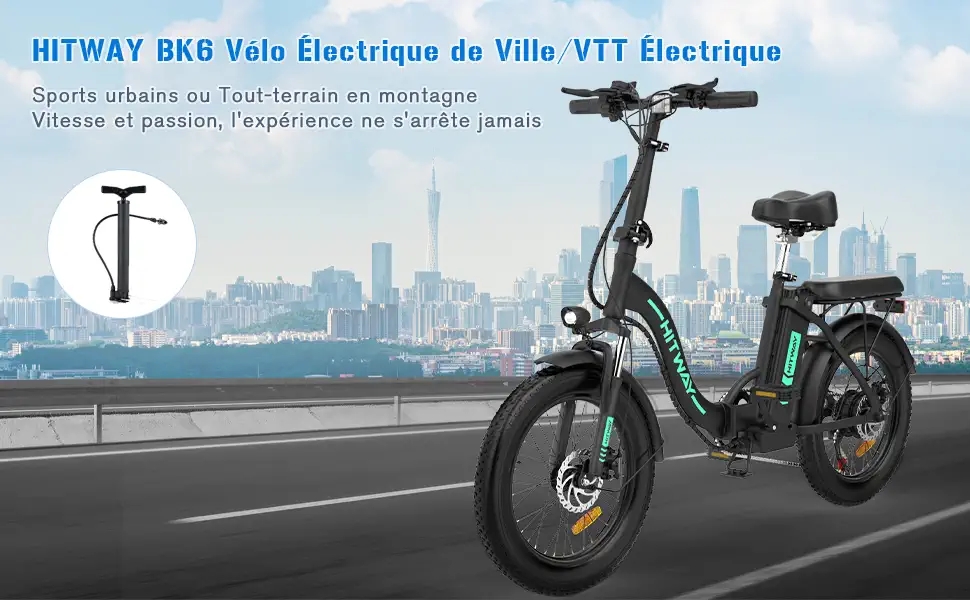 HITWAY BK6 Vélo Électrique de Ville/VTT Électrique
Sports urbains ou Tout-terrain en montagne
Vitesse et passion, l'expérience ne s'arrête jamais
HITWAY
HITWAY